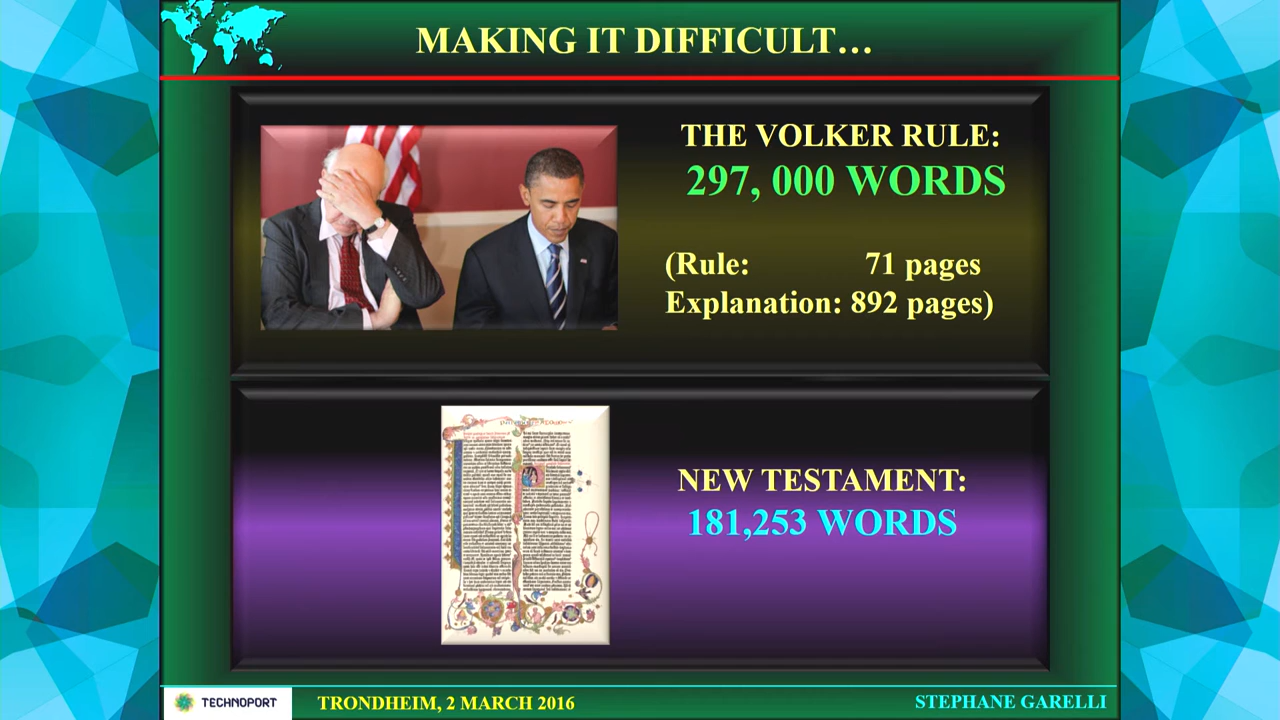 MAKING IT DIFFICULT…
THE VOLKER RULE:
297, 000 WORDS
(Rule: 71 pages
Explanation: 892 pages)
NEW TESTAMENT:
181,253 WORDS
TECHNOPORT
TRONDHEIM, 2 MARCH 2016
STEPHANE GARELLI